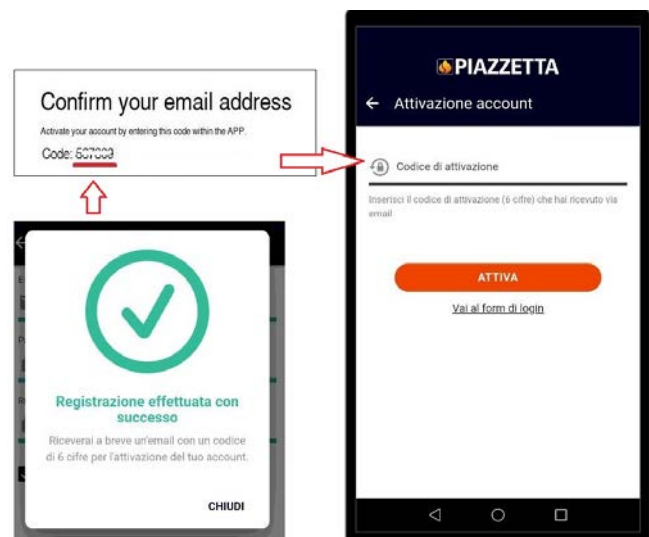 Confirm your email address
Activate your account by entering this code within the APP.
Code:
PIAZZETTA
← Attivazione account
Codice di attivazione
Inserisci il codice di attivazione (6 cifre) che hai ricevuto via
email
ATTIVA
Vai al form di login
Registrazione effettuata con
successo
Riceverai a breve un'email con un codice
di 6 cifre per l'attivazione del tuo account.
CHIUDI